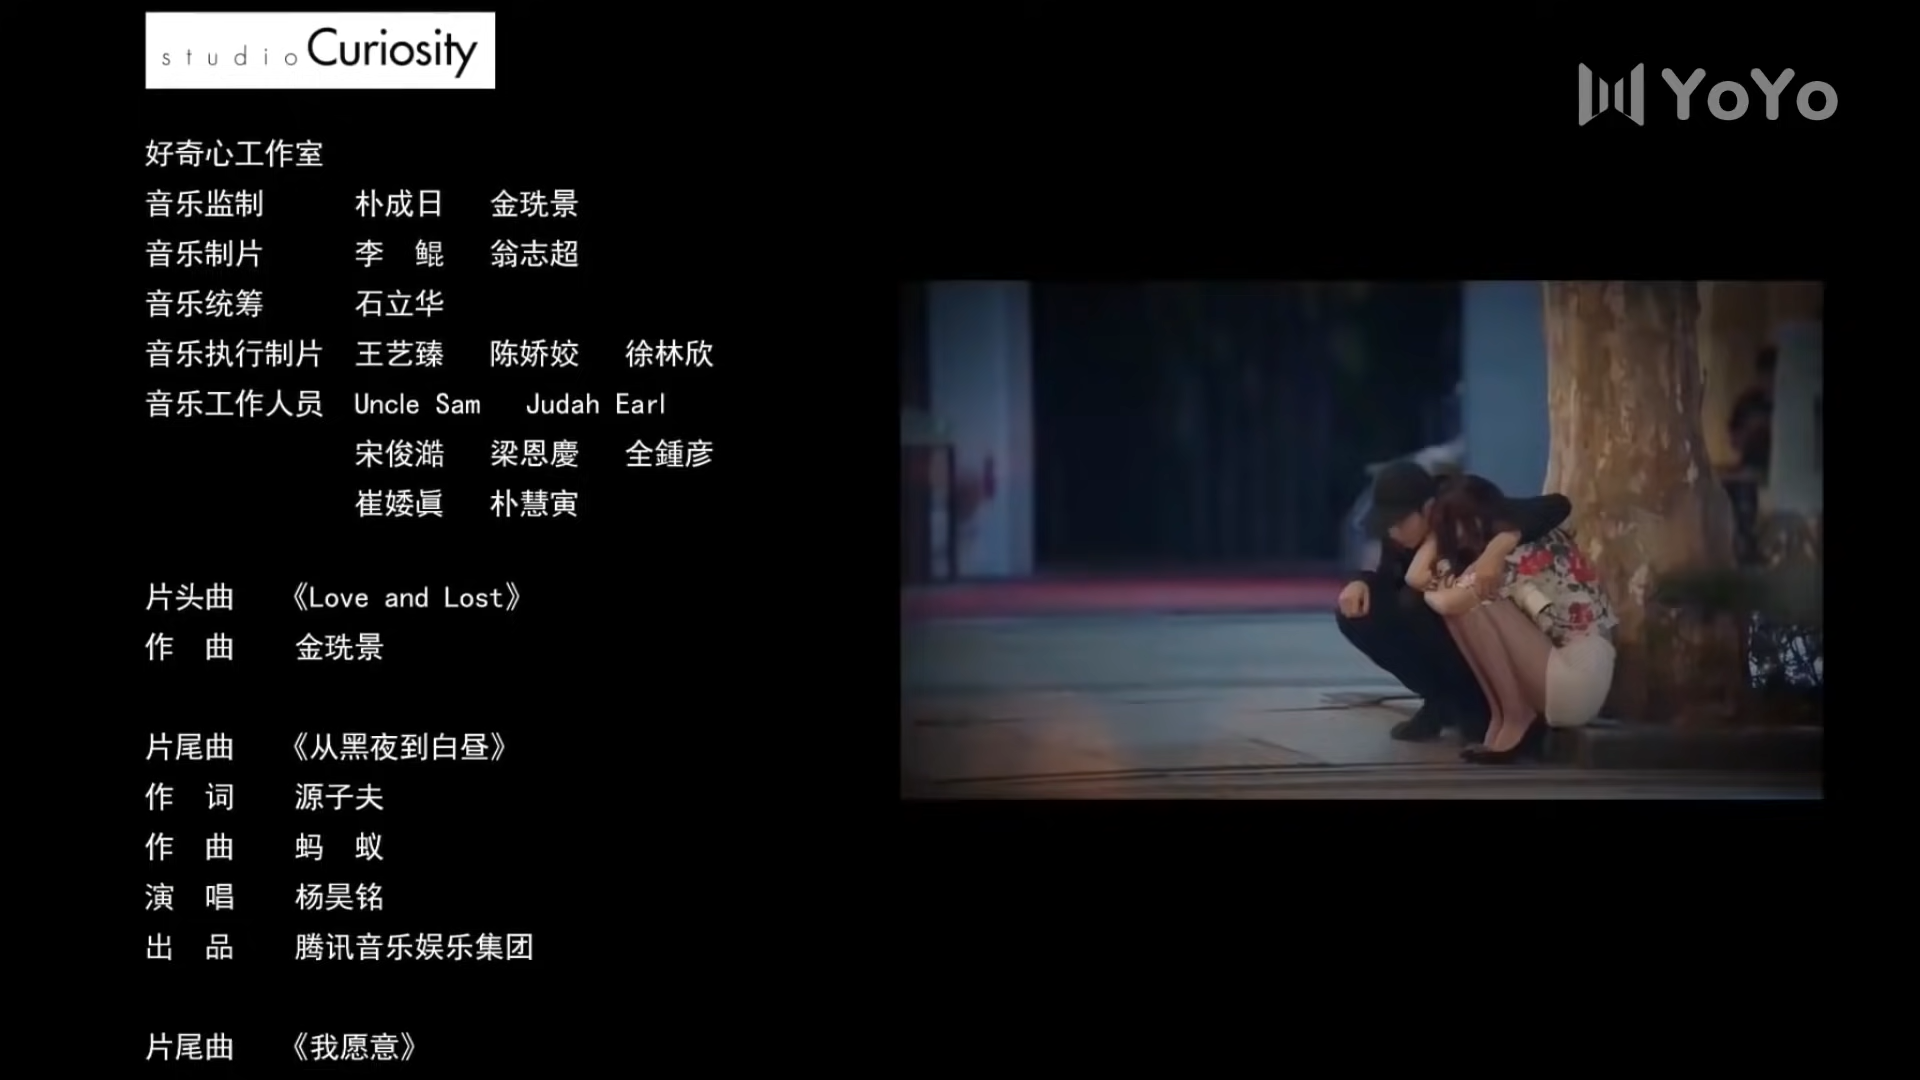 studio Curiosity
YoYo
好奇心工作室
音乐监制 朴成日 金珗景
音乐制片 李 鲲 翁志超
音乐统筹 石立华
音乐执行制片 王艺臻 陈娇姣 徐林欣
音乐工作人员 Uncle Sam Judah Earl
宋俊澔 梁恩慶 全鍾彦
崔婑眞 朴慧寅
片头曲 《Love and Lost》
作 曲 金珗景
片尾曲 《从黑夜到白昼》
作 词 源子夫
作 曲 蚂 蚁
演 唱 杨昊铭
出 品 腾讯音乐娱乐集团
片尾曲 《我愿意》